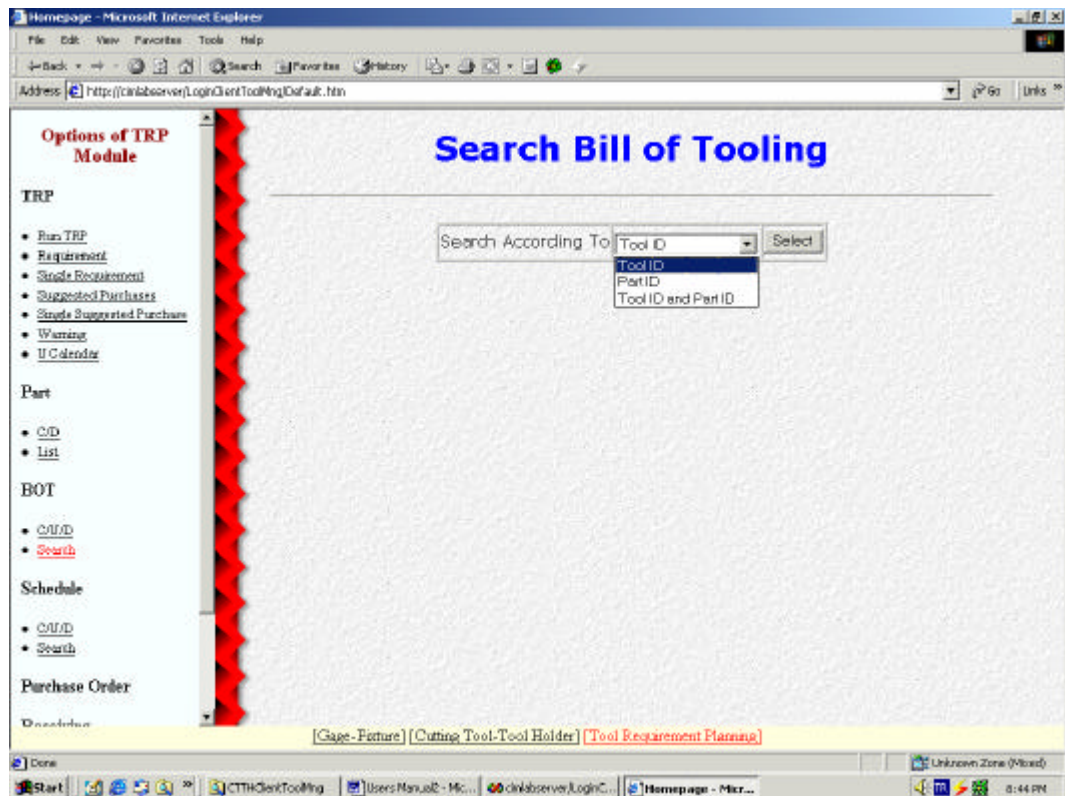 Homepage - Microsoft Internet Explorer
File Edit View Favorites Tools Help
Back Search Favorites History
Address http://cimlabserver/LoginClientToolMng/Default.htm Go Links »
Options of TRP
Module
TRP
Run TRP
Requirement
Single Requirement
Suggested Purchases
Single Suggested Purchase
Warning
U Calendar
Part
C/D
List
BOT
C/U/D
Search
Schedule
C/U/D
Search
Purchase Order
Receiving
Search Bill of Tooling
Search According To Tool ID Select
Tool ID
Part ID
Tool ID and Part ID
[Gage-Fixture] [Cutting Tool-Tool Holder] [Tool Requirement Planning]
Done Unknown Zone (Mixed)
Start » CTTHClientToolMng Users Manual2 - Mic... cimlabserver/LoginC... Homepage - Micr... 8:44 PM